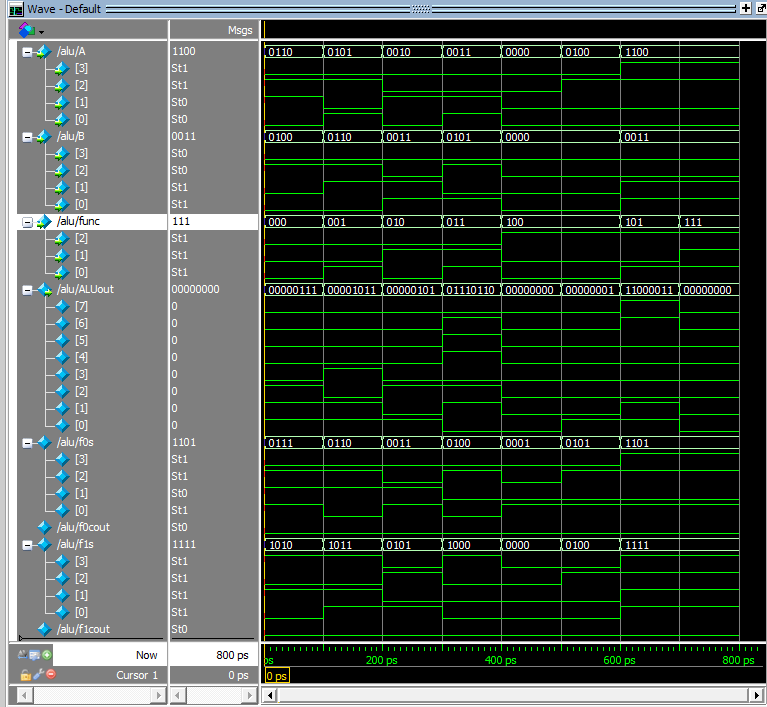 Wave - Default
Msgs
/alu/A 1100 0110 0101 0010 0011 0000 0100 1100
[3] St1
[2] St1
[1] St0
[0] St0
/alu/B 0011 0100 0110 0011 0101 0000 0011
[3] St0
[2] St0
[1] St1
[0] St1
/alu/func 111 000 001 010 011 100 101 111
[2] St1
[1] St1
[0] St1
/alu/ALUout 00000000 00000111 00001011 00000101 01110110 00000000 00000001 11000011 00000000
[7] 0
[6] 0
[5] 0
[4] 0
[3] 0
[2] 0
[1] 0
[0] 0
/alu/f0s 1101 0111 0110 0011 0100 0001 0101 1101
[3] St1
[2] St1
[1] St0
[0] St1
/alu/f0cout St0
/alu/f1s 1111 1010 1011 0101 1000 0000 0100 1111
[3] St1
[2] St1
[1] St1
[0] St1
/alu/f1cout St0
Now 800 ps ps 200 ps 400 ps 600 ps 800 ps
Cursor 1 0 ps 0 ps